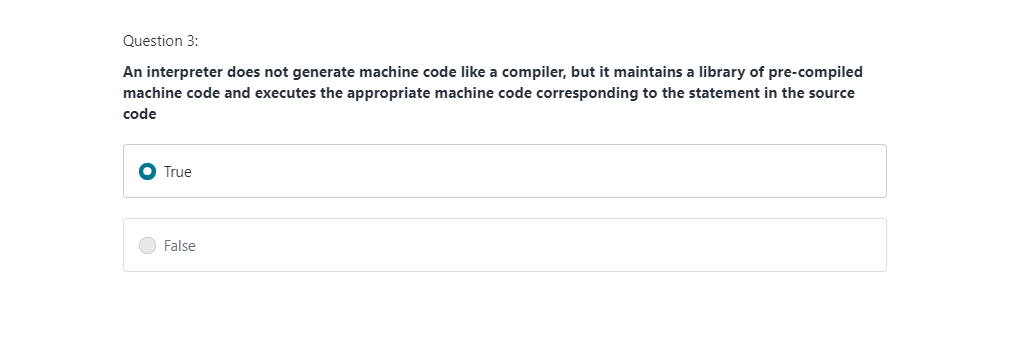 Question 3:
An interpreter does not generate machine code like a compiler, but it maintains a library of pre-compiled
machine code and executes the appropriate machine code corresponding to the statement in the source
code
True
False